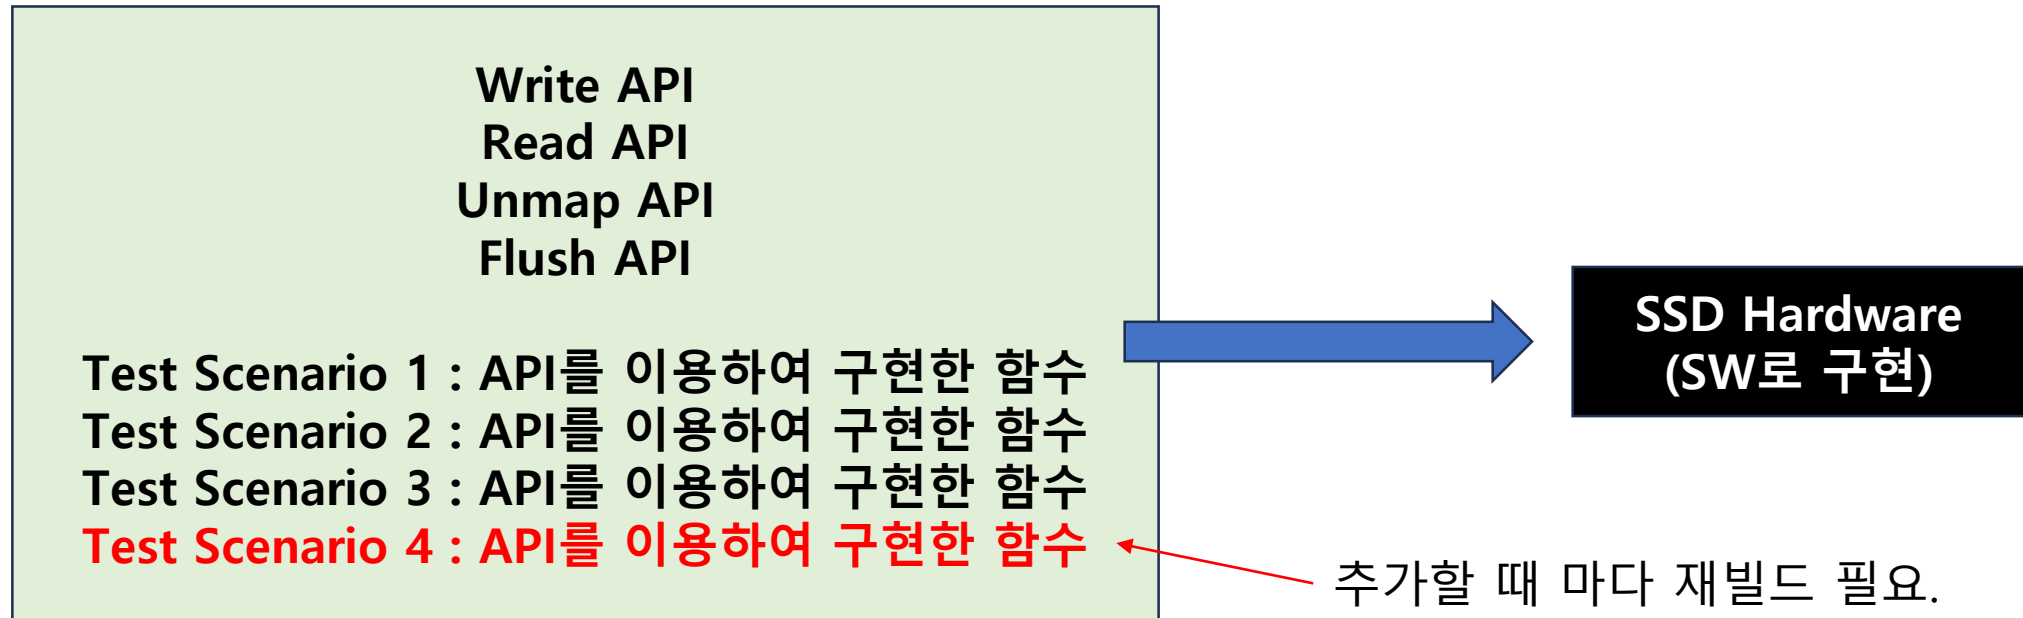 Write API
Read API
Unmap API
Flush API
Test Scenario 1 : API를 이용하여 구현한 함수
Test Scenario 2 : API를 이용하여 구현한 함수
Test Scenario 3 : API를 이용하여 구현한 함수
Test Scenario 4 : API를 이용하여 구현한 함수
SSD Hardware
(SW로 구현)
추가할 때 마다 재빌드 필요.